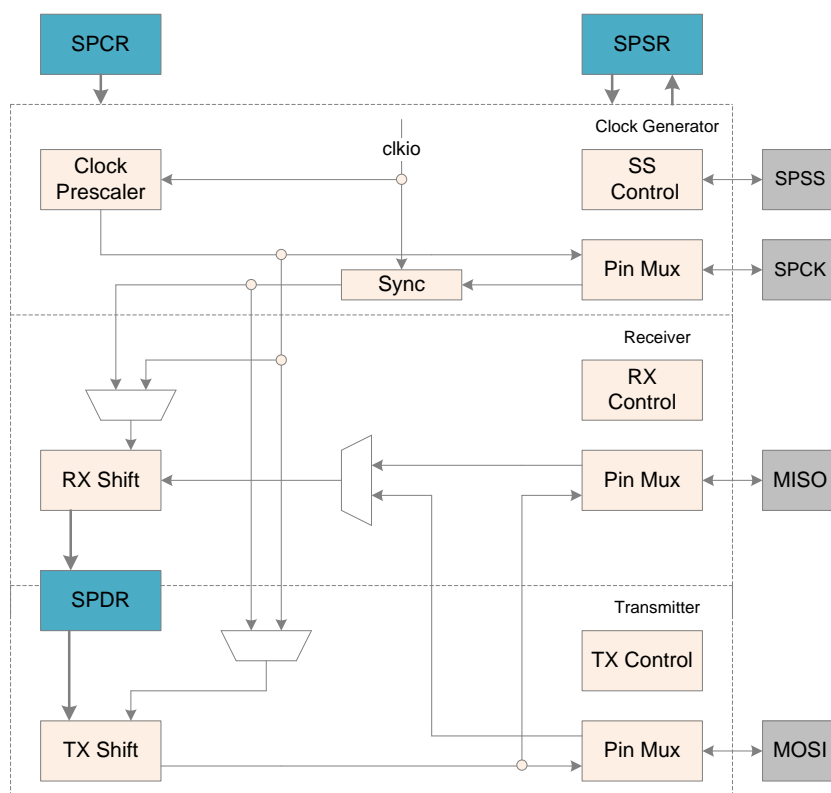 SPCR
SPSR
Clock Generator
clkio
Clock
Prescaler
SS
Control
SPSS
Pin Mux
SPCK
Sync
Receiver
RX
Control
RX Shift
Pin Mux
MISO
SPDR
Transmitter
TX Control
TX Shift
Pin Mux
MOSI